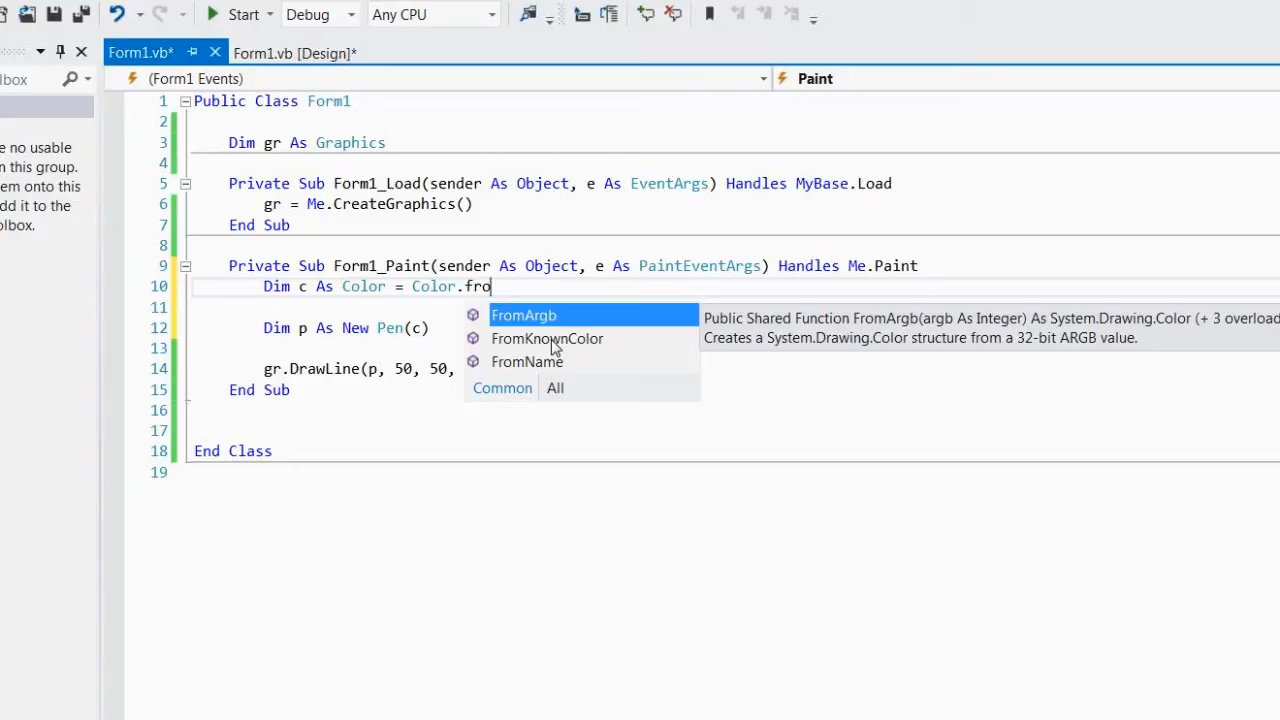 Start Debug Any CPU
Form1.vb* Form1.vb [Design]*
lbox
(Form1 Events) Paint
1 Public Class Form1
2
3 Dim gr As Graphics
4
5 Private Sub Form1_Load(sender As Object, e As EventArgs) Handles MyBase.Load
6 gr = Me.CreateGraphics()
7 End Sub
8
9 Private Sub Form1_Paint(sender As Object, e As PaintEventArgs) Handles Me.Paint
10 Dim c As Color = Color.fro
11
12 Dim p As New Pen(c)
13
14 gr.DrawLine(p, 50, 50,
15 End Sub
16
17
18 End Class
19
e no usable
n this group.
em onto this
dd it to the
olbox.
FromArgb
FromKnownColor
FromName
Common All
Public Shared Function FromArgb(argb As Integer) As System.Drawing.Color (+ 3 overload
Creates a System.Drawing.Color structure from a 32-bit ARGB value.